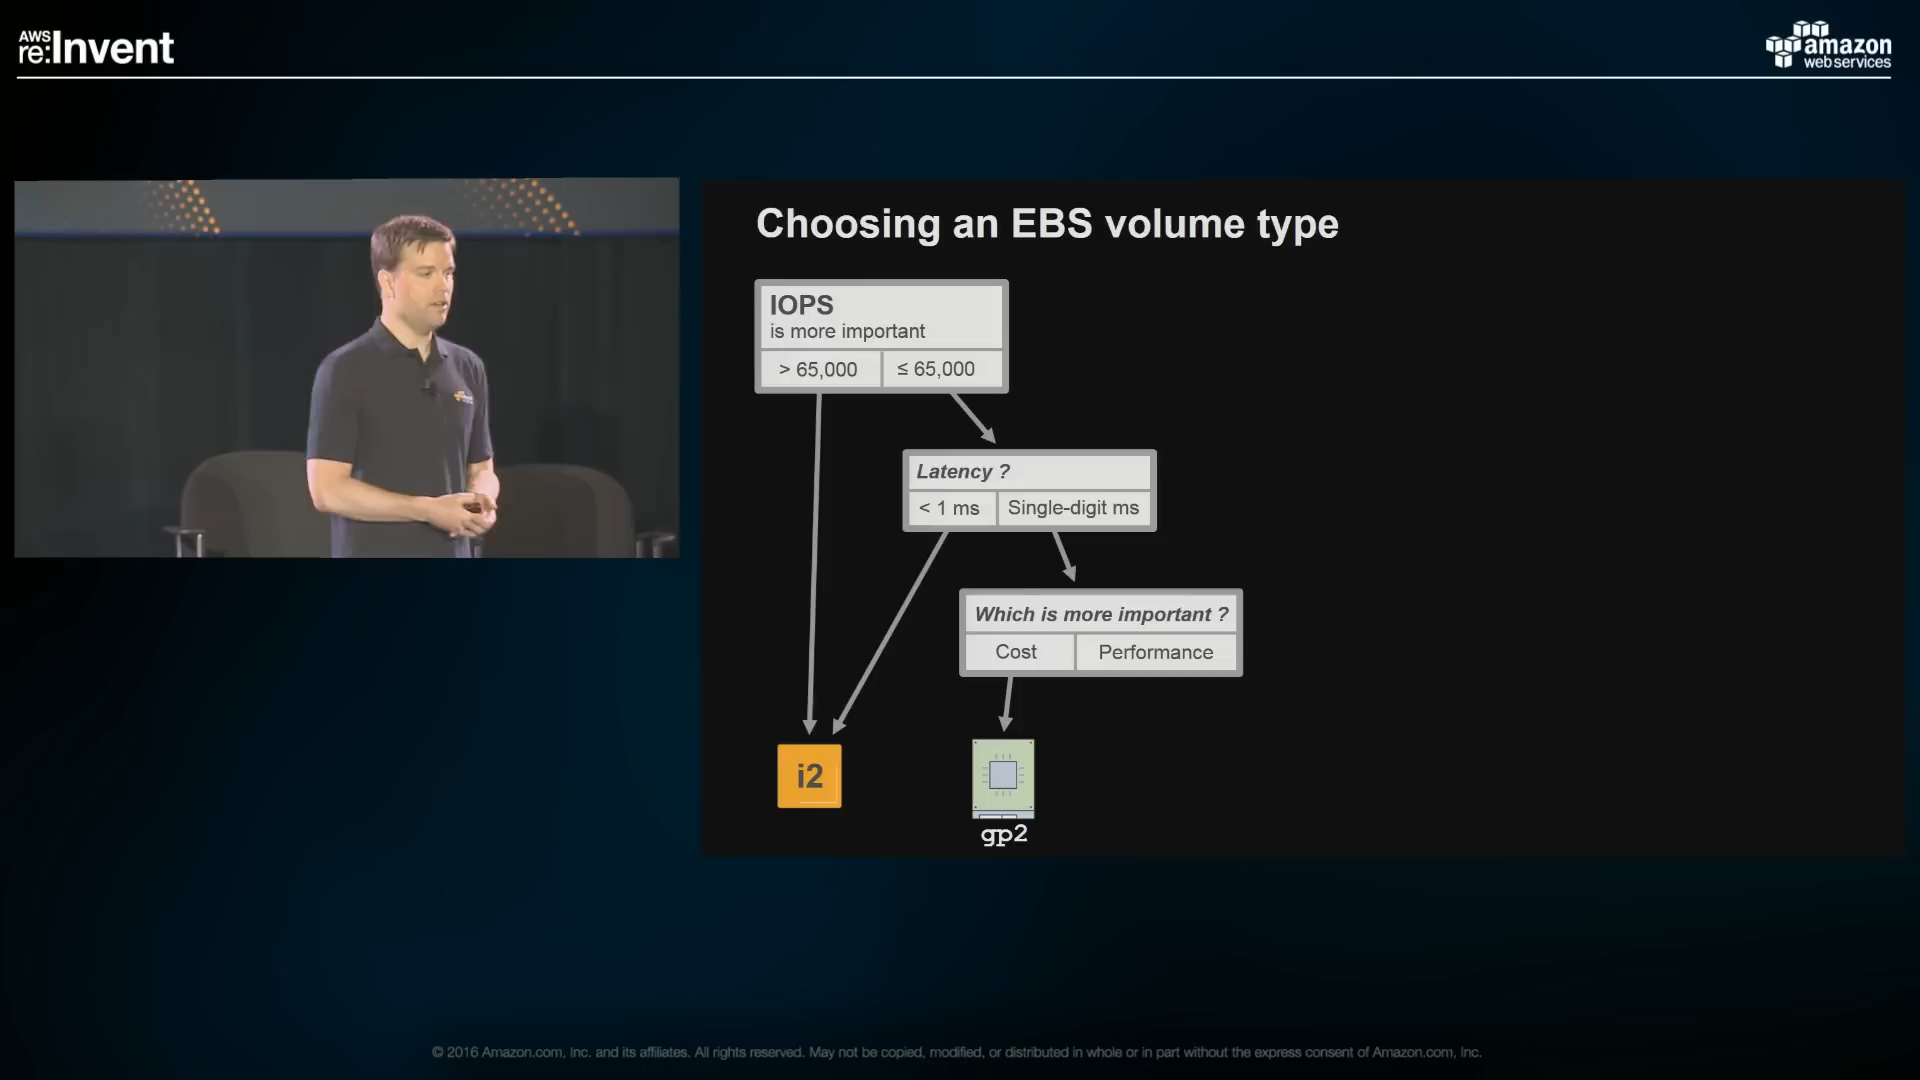 AWS
re:Invent
amazon
web services
Choosing an EBS volume type
IOPS
is more important
> 65,000
≤ 65,000
Latency ?
< 1 ms
Single-digit ms
Which is more important ?
Cost
Performance
i2
gp2
© 2016 Amazon.com, Inc. and its affiliates. All rights reserved. May not be copied, modified, or distributed in whole or in part without the express consent of Amazon.com, Inc.